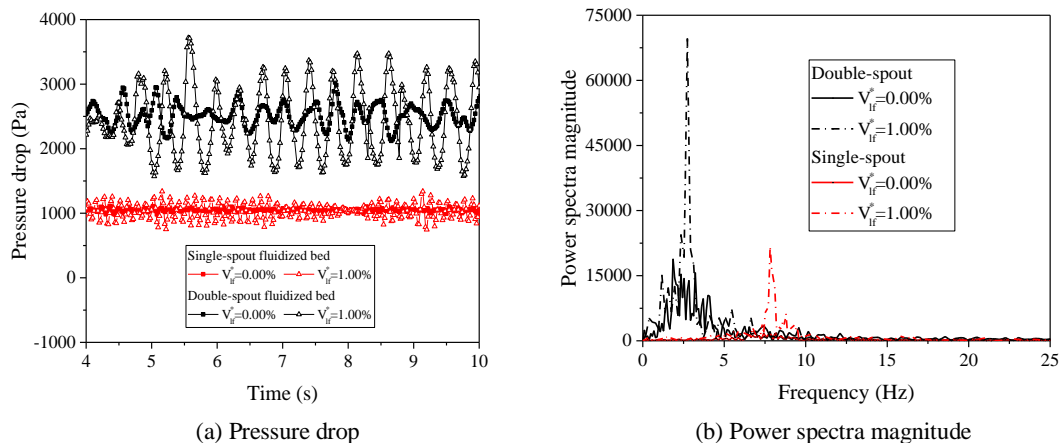 4000
3000
2000
1000
0
-1000
4 5 6 7 8 9 10
Pressure drop (Pa)
Time (s)
Single-spout fluidized bed
V*lf=0.00% V*lf=1.00%
Double-spout fluidized bed
V*lf=0.00% V*lf=1.00%
(a) Pressure drop
75000
60000
45000
30000
15000
0
0 5 10 15 20 25
Power spectra magnitude
Frequency (Hz)
Double-spout
V*lf=0.00%
V*lf=1.00%
Single-spout
V*lf=0.00%
V*lf=1.00%
(b) Power spectra magnitude